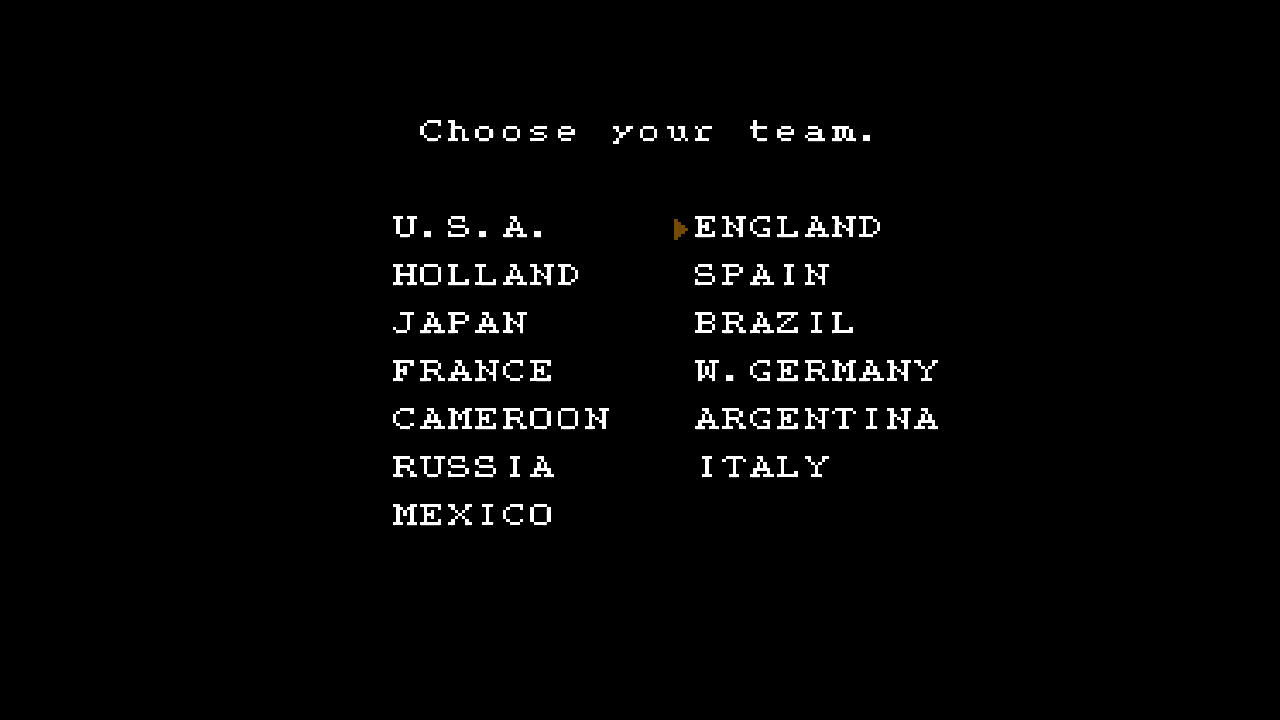 Choose your team.
U.S.A. ENGLAND
HOLLAND SPAIN
JAPAN BRAZIL
FRANCE W.GERMANY
CAMEROON ARGENTINA
RUSSIA ITALY
MEXICO